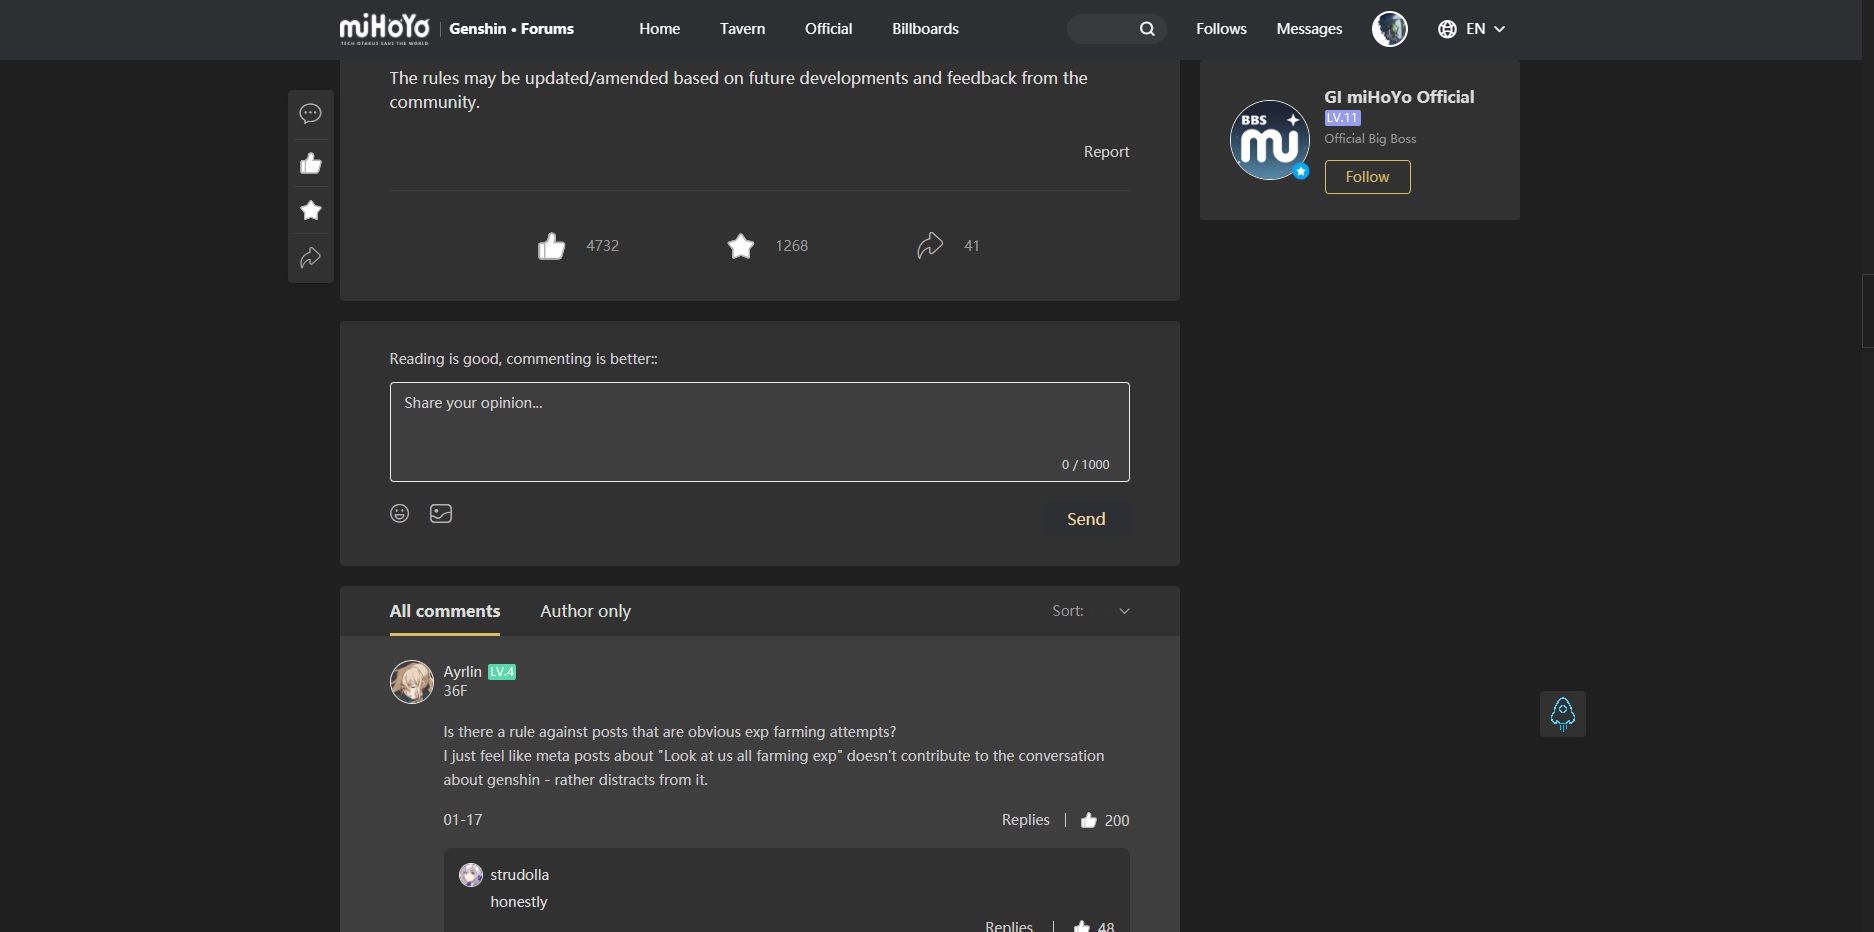 miHoYo
TECH OTAKUS SAVE THE WORLD
Genshin • Forums
Home
Tavern
Official
Billboards
Follows
Messages
EN
The rules may be updated/amended based on future developments and feedback from the
community.
Report
4732
1268
41
GI miHoYo Official
LV.11
Official Big Boss
Follow
BBS
mu
Reading is good, commenting is better::
Share your opinion...
0 / 1000
Send
All comments
Author only
Sort:
Ayrlin LV.4
36F
Is there a rule against posts that are obvious exp farming attempts?
I just feel like meta posts about "Look at us all farming exp" doesn't contribute to the conversation
about genshin - rather distracts from it.
01-17
Replies
200
strudolla
honestly
Replies
48